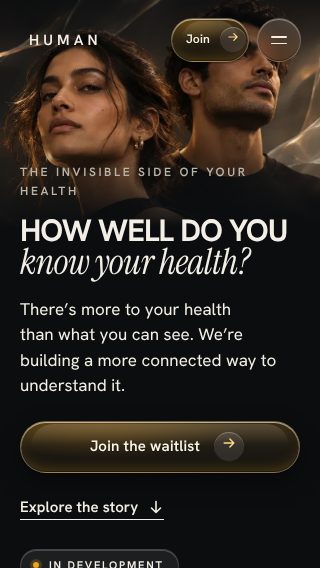 HUMAN
Join
THE INVISIBLE SIDE OF YOUR
HEALTH
HOW WELL DO YOU
know your health?
There’s more to your health
than what you can see. We’re
building a more connected way to
understand it.
Join the waitlist
Explore the story
IN DEVELOPMENT